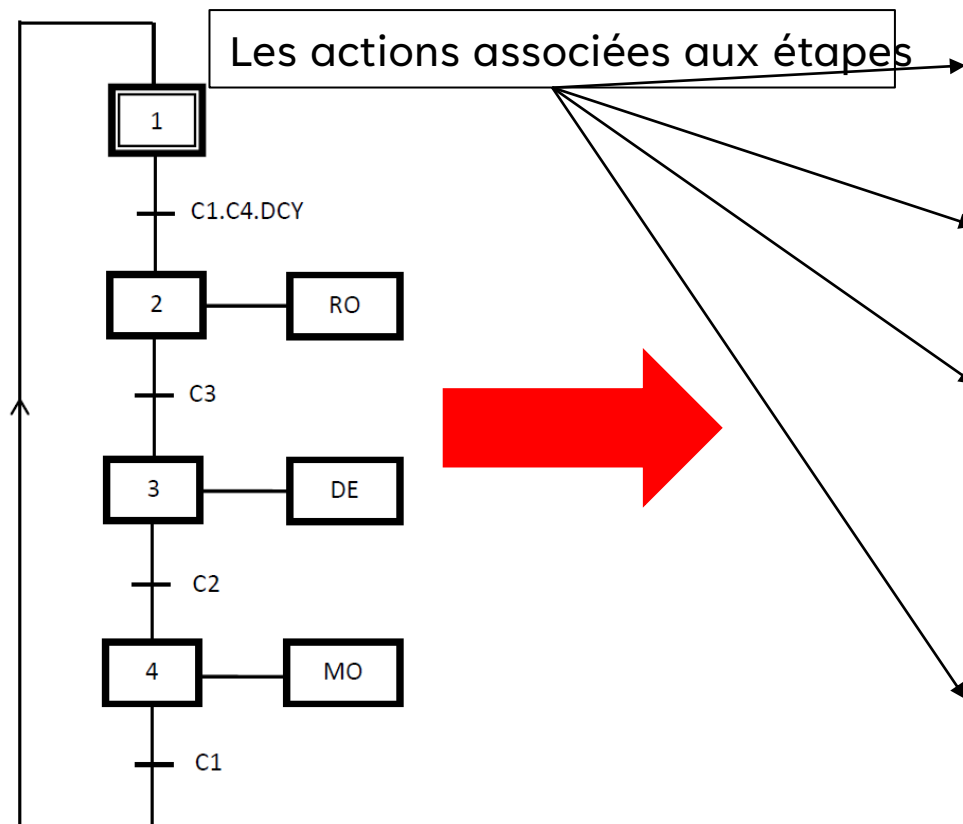 Les actions associées aux étapes
1
C1.C4.DCY
2 RO
C3
3 DE
C2
4 MO
C1